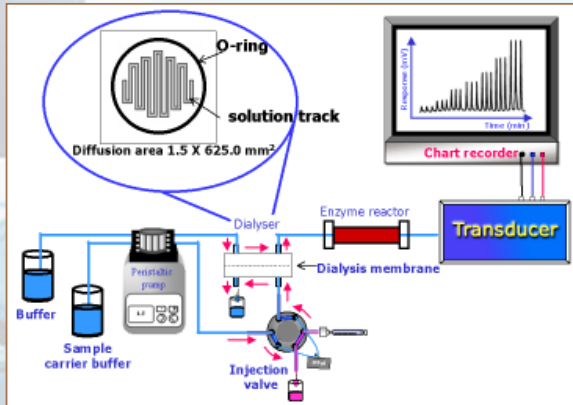 O-ring
solution track
Diffusion area 1.5 X 625.0 mm²
Response (mV)
Time (min)
Chart recorder
Dialyser
Enzyme reactor
Transducer
Peristaltic
pump
Dialysis membrane
Buffer
Sample
carrier buffer
Injection
valve